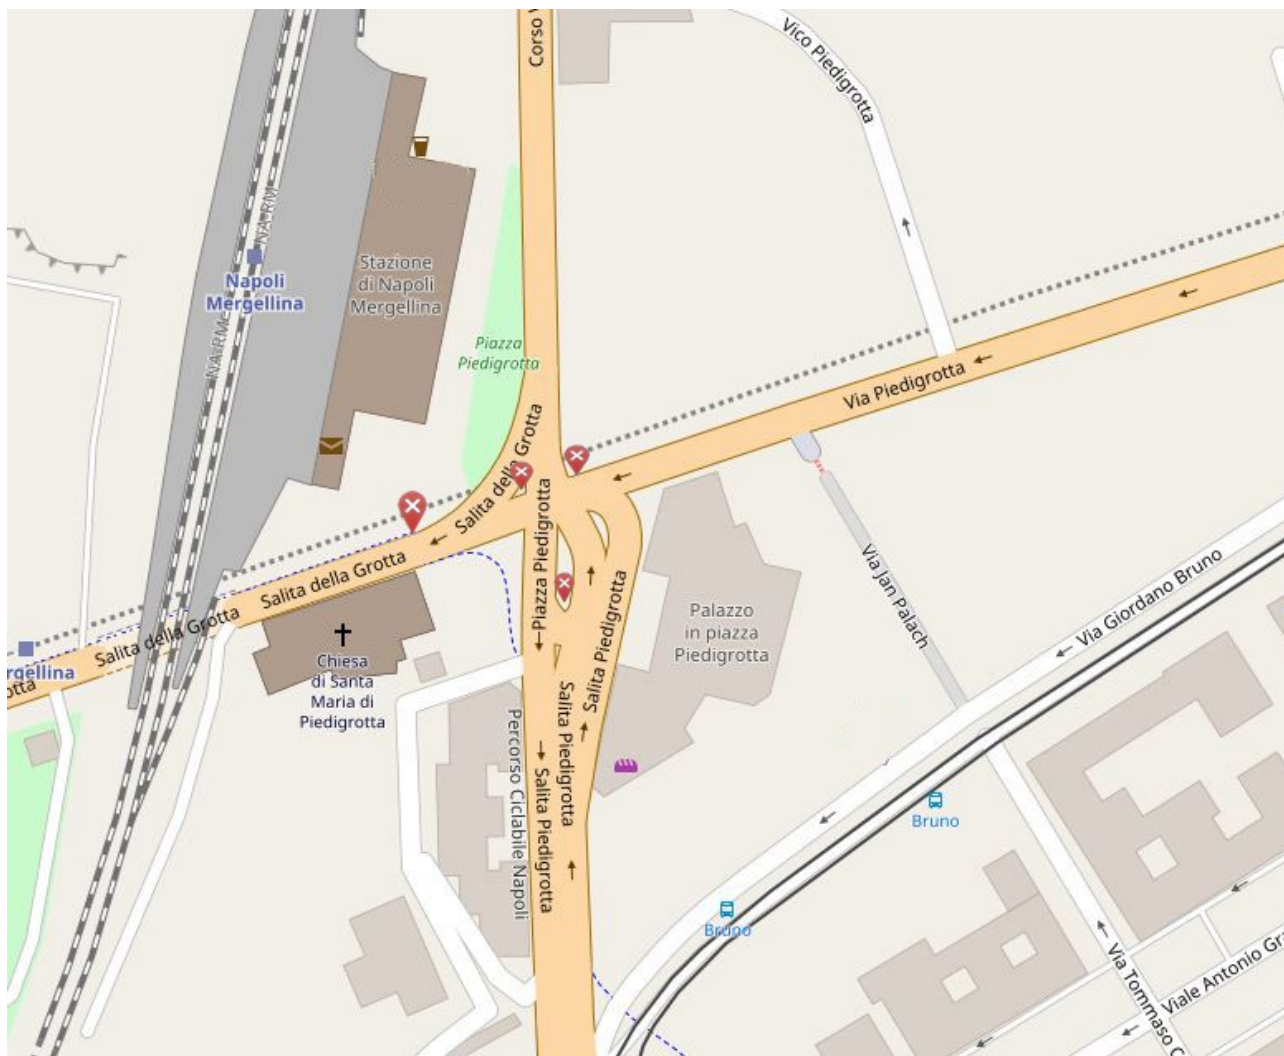 Corso
Vico Piedigrotta
NA-RM
Napoli
Mergellina
Stazione
di Napoli
Mergellina
NA-RM
Piazza
Piedigrotta
Via Piedigrotta
Salita della Grotta
Piazza Piedigrotta
Salita della Grotta
Salita della Grotta
Via Jan Palach
Via Giordano Bruno
Palazzo
in piazza
Piedigrotta
Salita Piedigrotta
Chiesa
di Santa
Maria di
Piedigrotta
Salita Piedigrotta
Percorso Ciclabile Napoli
Salita Piedigrotta
Bruno
Bruno
Via Tommaso
Viale Antonio